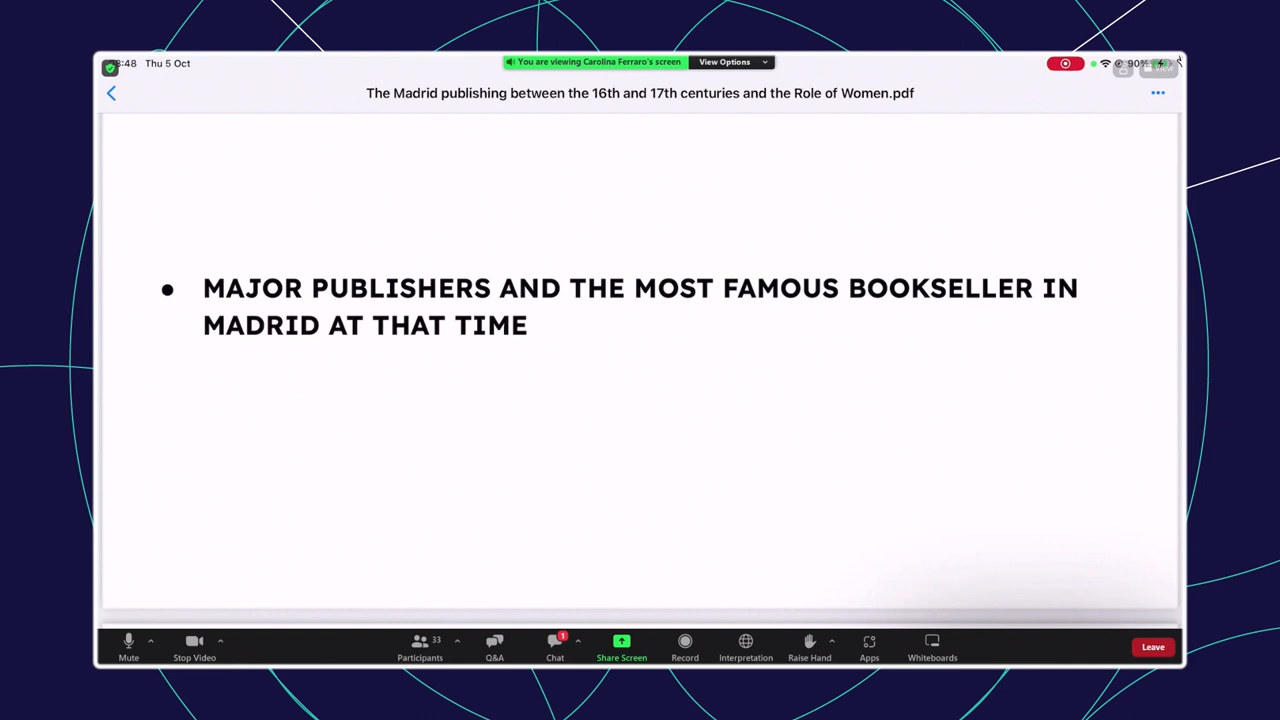 Thu 5 Oct
You are viewing Carolina Ferraro's screen
View Options
90%
View
The Madrid publishing between the 16th and 17th centuries and the Role of Women.pdf
● MAJOR PUBLISHERS AND THE MOST FAMOUS BOOKSELLER IN
MADRID AT THAT TIME
Mute
Stop Video
Participants
33
Q&A
Chat
1
Share Screen
Record
Interpretation
Raise Hand
Apps
Whiteboards
Leave